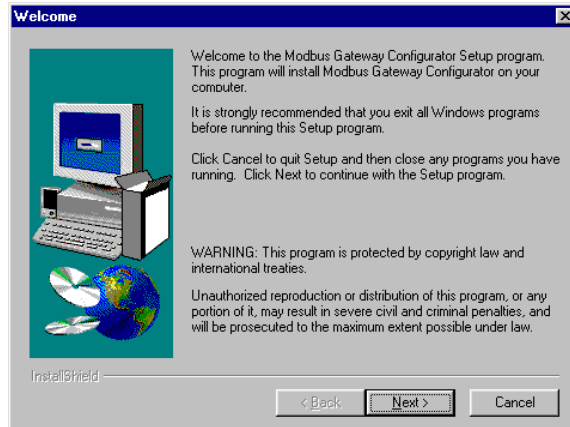 Welcome
Welcome to the Modbus Gateway Configurator Setup program.
This program will install Modbus Gateway Configurator on your
computer.
It is strongly recommended that you exit all Windows programs
before running this Setup program.
Click Cancel to quit Setup and then close any programs you have
running. Click Next to continue with the Setup program.
WARNING: This program is protected by copyright law and
international treaties.
Unauthorized reproduction or distribution of this program, or any
portion of it, may result in severe civil and criminal penalties, and
will be prosecuted to the maximum extent possible under law.
InstallShield
< Back Next > Cancel